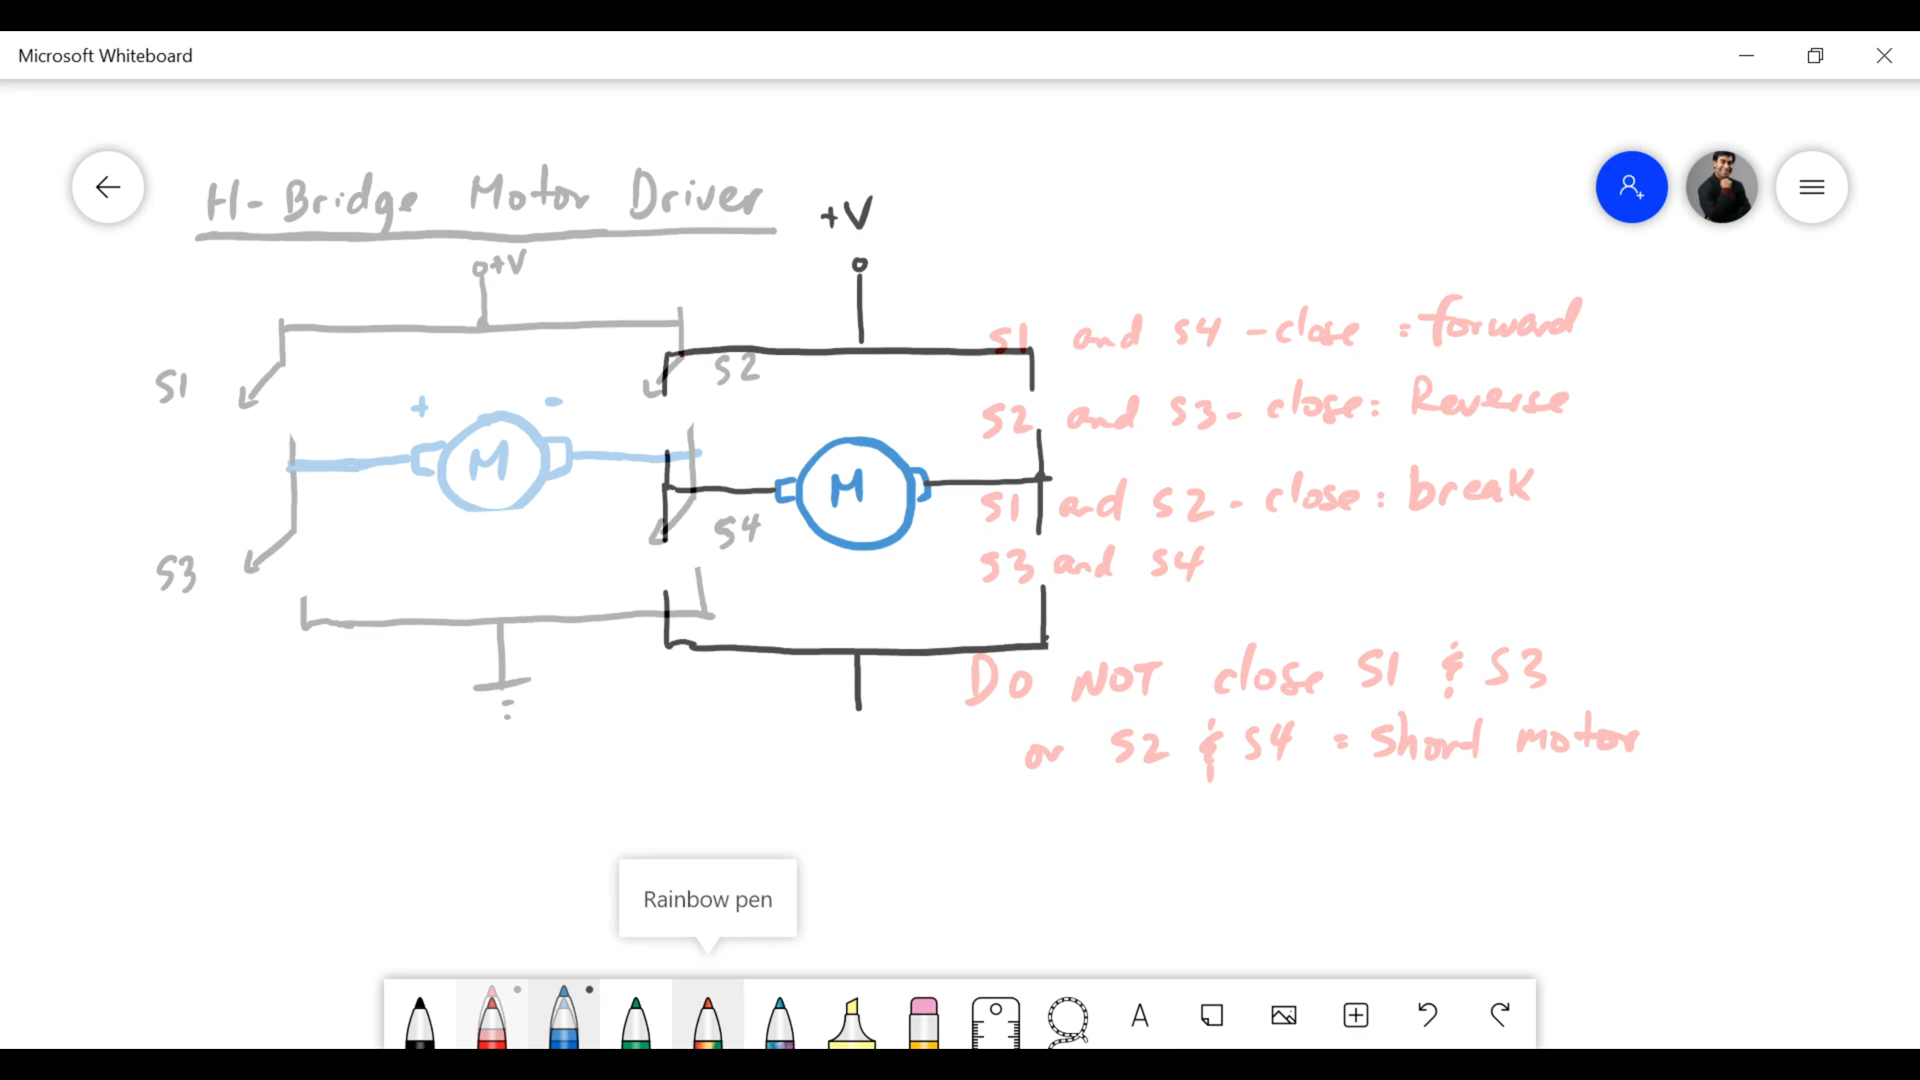 Microsoft Whiteboard
H-Bridge Motor Driver
+V
+V
S1 and S4 - close : forward
S1
S2
+ -
S2 and S3 - close: Reverse
M
M
S1 and S2 - close: break
S4
S3 and S4
S3
Do NOT close S1 & S3
or S2 & S4 = Short motor
Rainbow pen
A